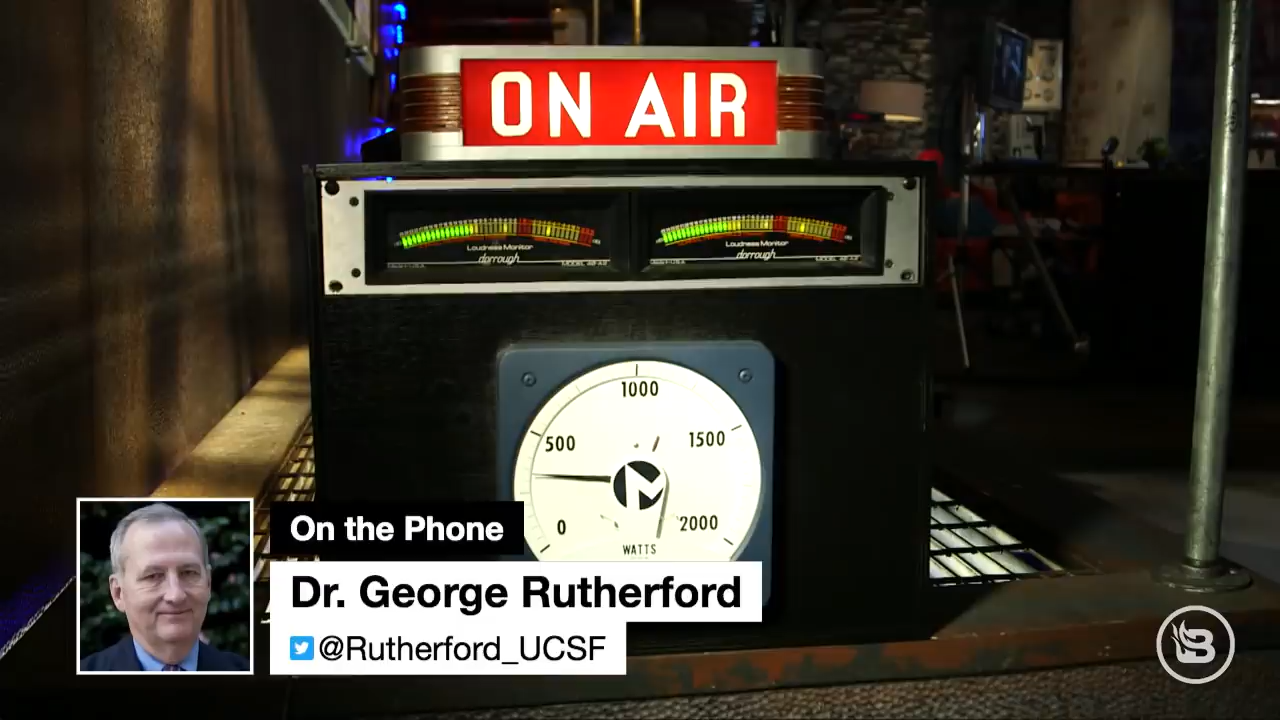 ON AIR
Loudness Monitor
dorrough
Loudness Monitor
dorrough
1000
500
1500
0
2000
WATTS
On the Phone
Dr. George Rutherford
@Rutherford_UCSF
B